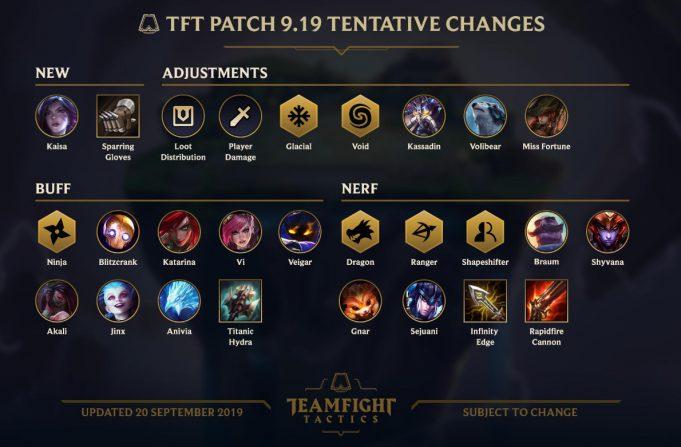 TFT PATCH 9.19 TENTATIVE CHANGES
NEW
Kaisa
Sparring
Gloves
ADJUSTMENTS
Loot
Distribution
Player
Damage
Glacial
Void
Kassadin
Volibear
Miss Fortune
BUFF
Ninja
Blitzcrank
Katarina
Vi
Veigar
Akali
Jinx
Anivia
Titanic
Hydra
NERF
Dragon
Ranger
Shapeshifter
Braum
Shyvana
Gnar
Sejuani
Infinity
Edge
Rapidfire
Cannon
UPDATED 20 SEPTEMBER 2019
TEAMFIGHT
TACTICS
SUBJECT TO CHANGE